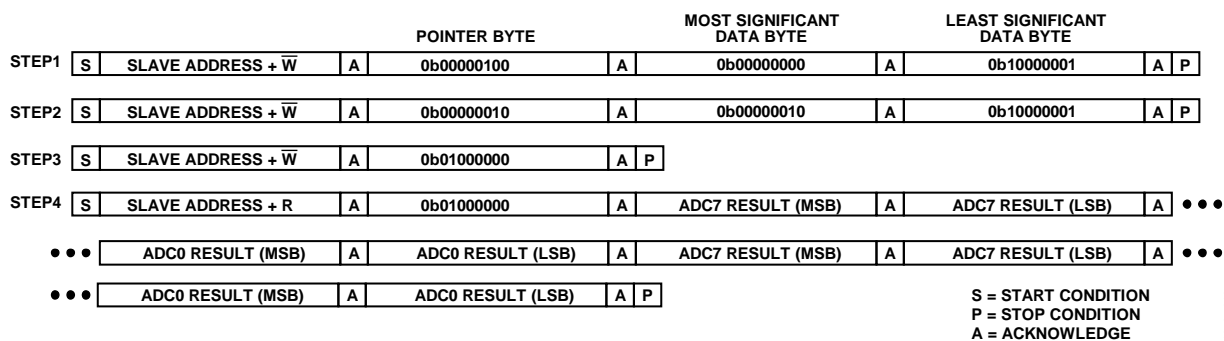 POINTER BYTE MOST SIGNIFICANT DATA BYTE LEAST SIGNIFICANT DATA BYTE
STEP1 S SLAVE ADDRESS + W̅ A 0b00000100 A 0b00000000 A 0b10000001 A P
STEP2 S SLAVE ADDRESS + W̅ A 0b00000010 A 0b00000010 A 0b10000001 A P
STEP3 S SLAVE ADDRESS + W̅ A 0b01000000 A P
STEP4 S SLAVE ADDRESS + R A 0b01000000 A ADC7 RESULT (MSB) A ADC7 RESULT (LSB) A •••
••• ADC0 RESULT (MSB) A ADC0 RESULT (LSB) A ADC7 RESULT (MSB) A ADC7 RESULT (LSB) A •••
••• ADC0 RESULT (MSB) A ADC0 RESULT (LSB) A P
S = START CONDITION
P = STOP CONDITION
A = ACKNOWLEDGE